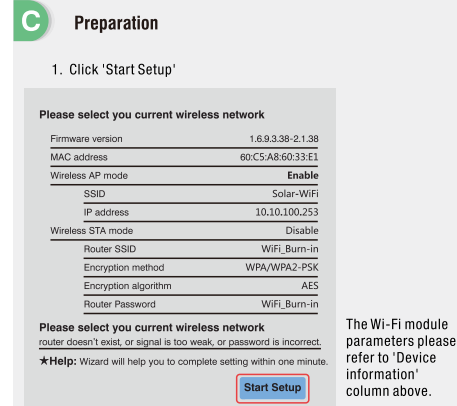 C Preparation
1. Click 'Start Setup'
Please select you current wireless network
Firmware version 1.6.9.3.38-2.1.38
MAC address 60:C5:A8:60:33:E1
Wireless AP mode Enable
SSID Solar-WiFi
IP address 10.10.100.253
Wireless STA mode Disable
Router SSID WiFi_Burn-in
Encryption method WPA/WPA2-PSK
Encryption algorithm AES
Router Password WiFi_Burn-in
Please select you current wireless network
router doesn't exist, or signal is too weak, or password is incorrect.
★Help: Wizard will help you to complete setting within one minute.
Start Setup
The Wi-Fi module
parameters please
refer to 'Device
information'
column above.